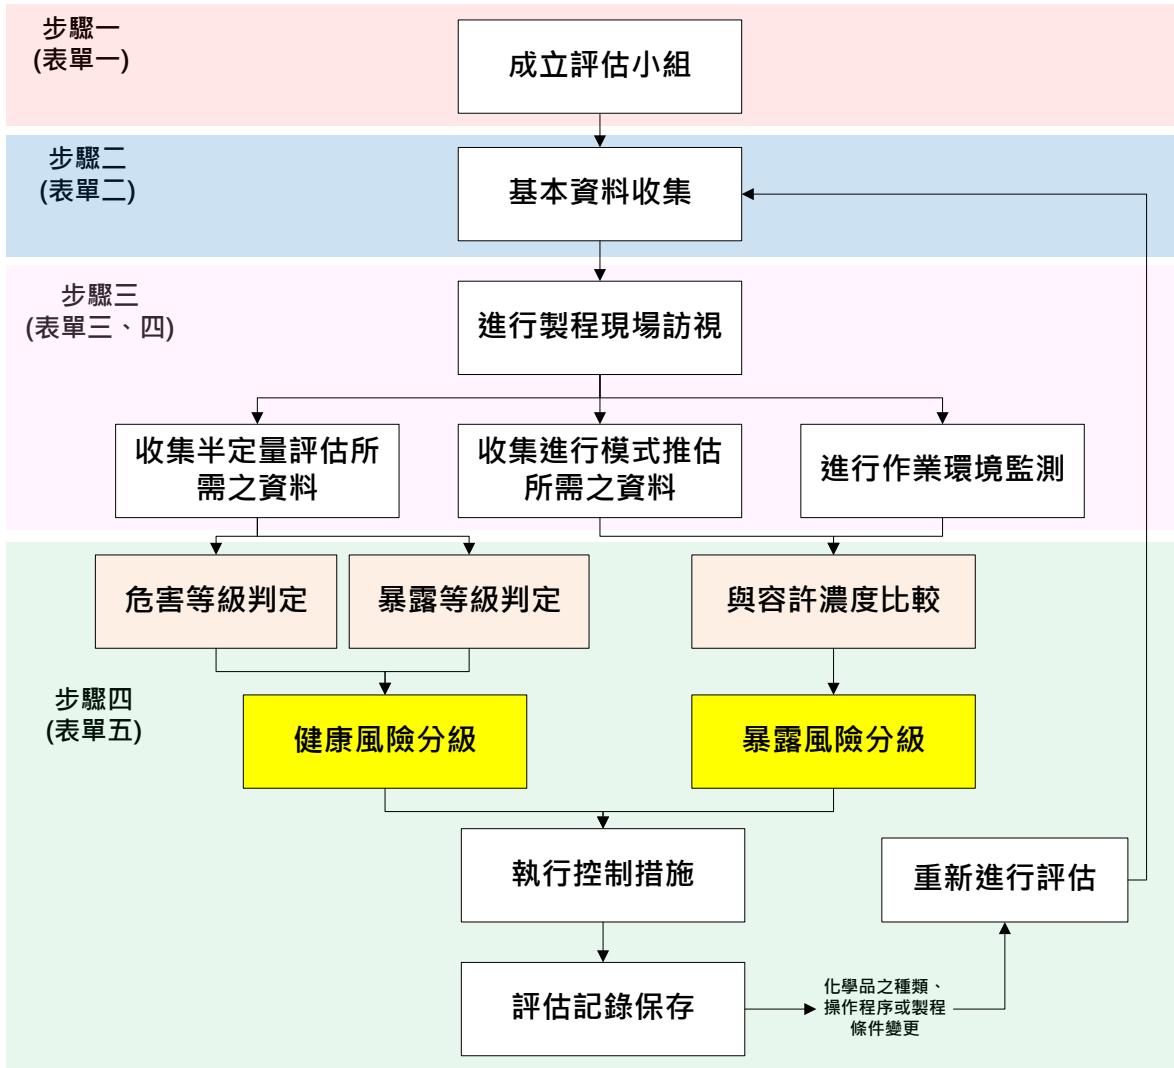 步驟一
(表單一)
成立評估小組
步驟二
(表單二)
基本資料收集
步驟三
(表單三、四)
進行製程現場訪視
收集半定量評估所
需之資料
收集進行模式推估
所需之資料
進行作業環境監測
危害等級判定
暴露等級判定
與容許濃度比較
步驟四
(表單五)
健康風險分級
暴露風險分級
執行控制措施
重新進行評估
評估記錄保存
化學品之種類、
操作程序或製程
條件變更